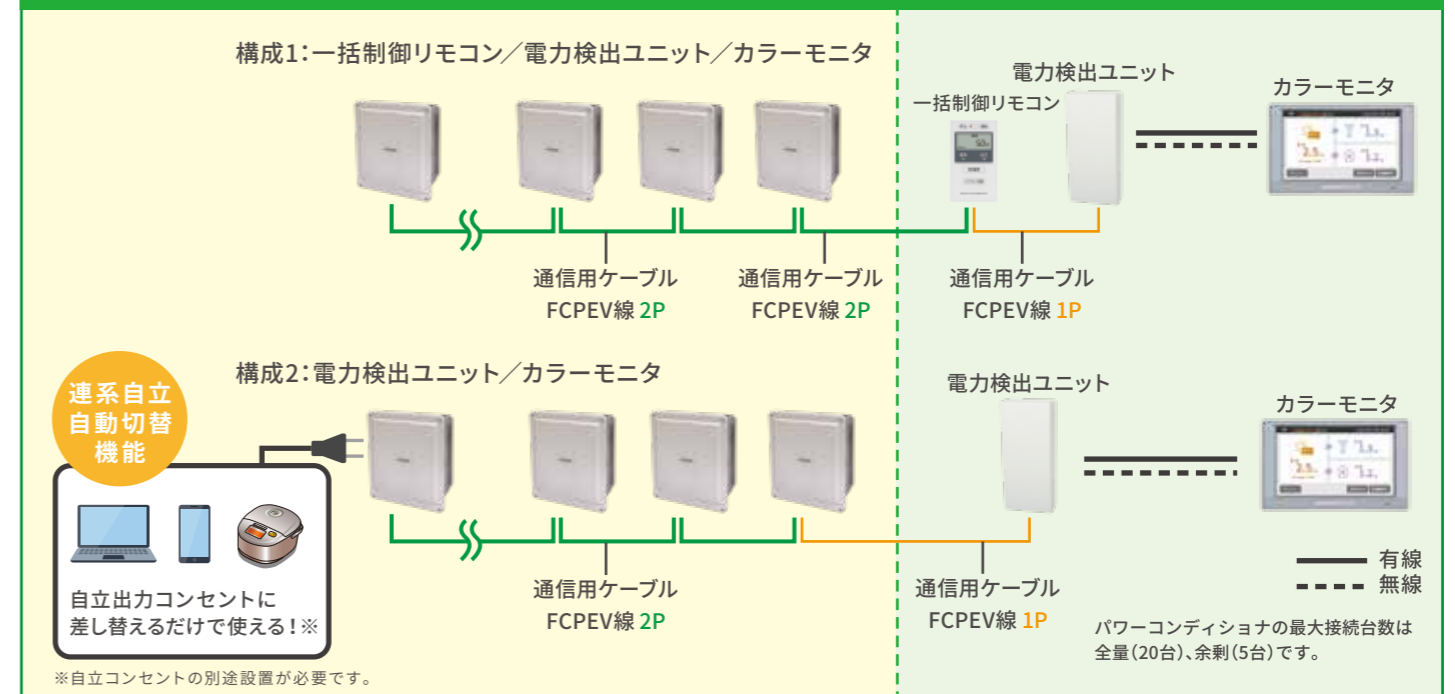 構成1：一括制御リモコン／電力検出ユニット／カラーモニタ
電力検出ユニット
カラーモニタ
一括制御リモコン
通信用ケーブル
FCPEV線 2P
通信用ケーブル
FCPEV線 2P
通信用ケーブル
FCPEV線 1P
構成2：電力検出ユニット／カラーモニタ
連系自立
自動切替
機能
電力検出ユニット
カラーモニタ
自立出力コンセントに
差し替えるだけで使える！※
通信用ケーブル
FCPEV線 2P
通信用ケーブル
FCPEV線 1P
有線
無線
パワーコンディショナの最大接続台数は
全量(20台)、余剰(5台)です。
※自立コンセントの別途設置が必要です。